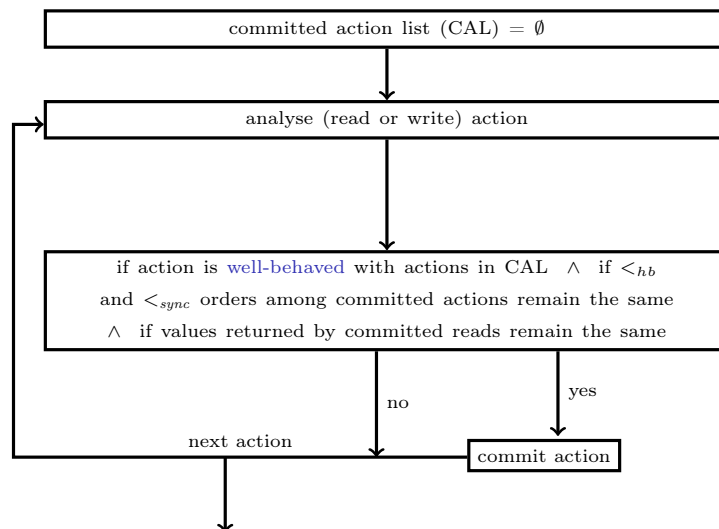 committed action list (CAL) = ∅
analyse (read or write) action
if action is well-behaved with actions in CAL ∧ if <hb
and <sync orders among committed actions remain the same
∧ if values returned by committed reads remain the same
no
yes
next action
commit action